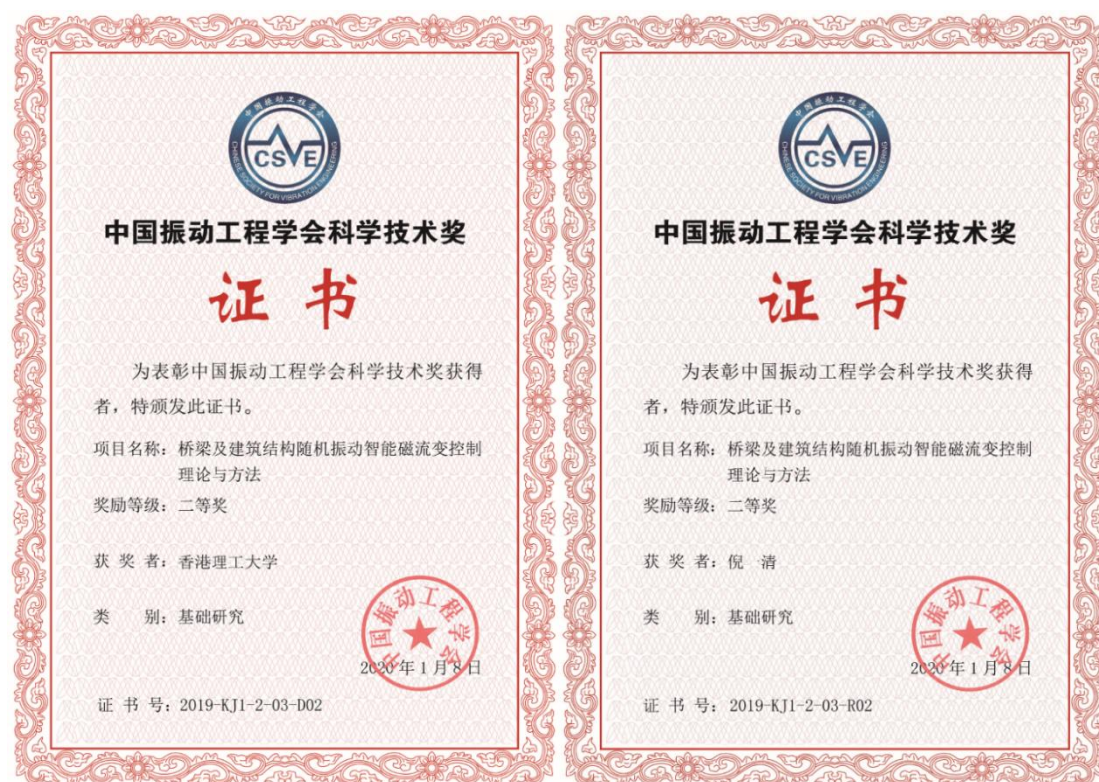 中国振动工程学会
CSVE
CHINESE SOCIETY FOR VIBRATION ENGINEERING
中国振动工程学会科学技术奖
证书
为表彰中国振动工程学会科学技术奖获得
者，特颁发此证书。
项目名称：桥梁及建筑结构随机振动智能磁流变控制
理论与方法
奖励等级：二等奖
获奖者：香港理工大学
类别：基础研究
中国振动工程学会
2020年1月8日
证书号：2019-KJ1-2-03-D02
中国振动工程学会
CSVE
CHINESE SOCIETY FOR VIBRATION ENGINEERING
中国振动工程学会科学技术奖
证书
为表彰中国振动工程学会科学技术奖获得
者，特颁发此证书。
项目名称：桥梁及建筑结构随机振动智能磁流变控制
理论与方法
奖励等级：二等奖
获奖者：倪一清
类别：基础研究
中国振动工程学会
2020年1月8日
证书号：2019-KJ1-2-03-R02